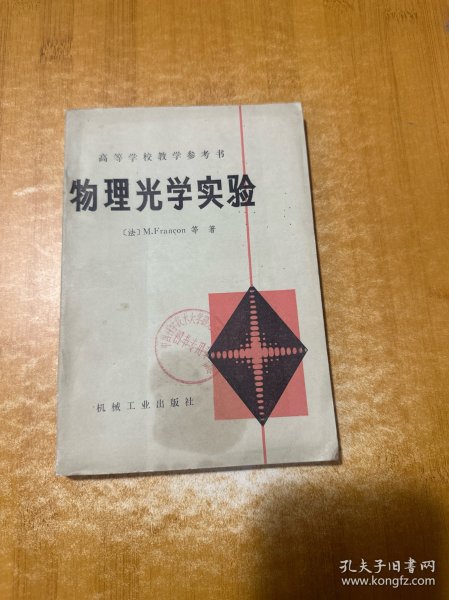 高等学校教学参考书
物理光学实验
〔法〕M.Françon 等 著
机械工业出版社
孔夫子旧书网
www.kongfz.com